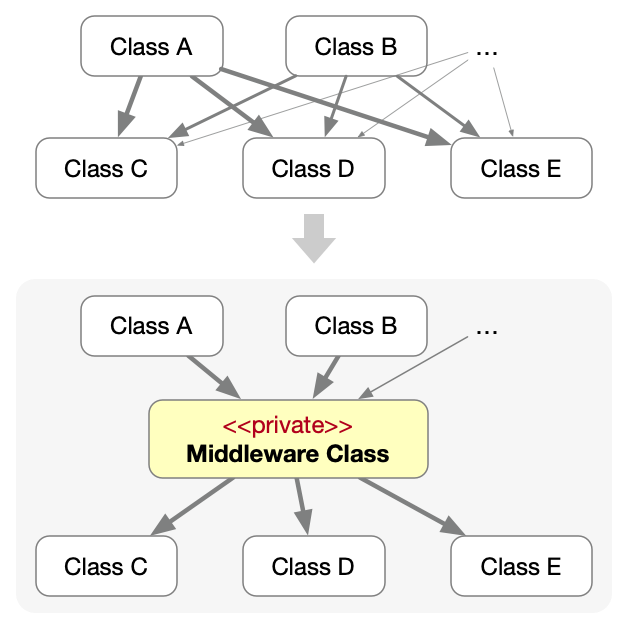 Class A
Class B
...
Class C
Class D
Class E
Class A
Class B
...
<<private>>
Middleware Class
Class C
Class D
Class E